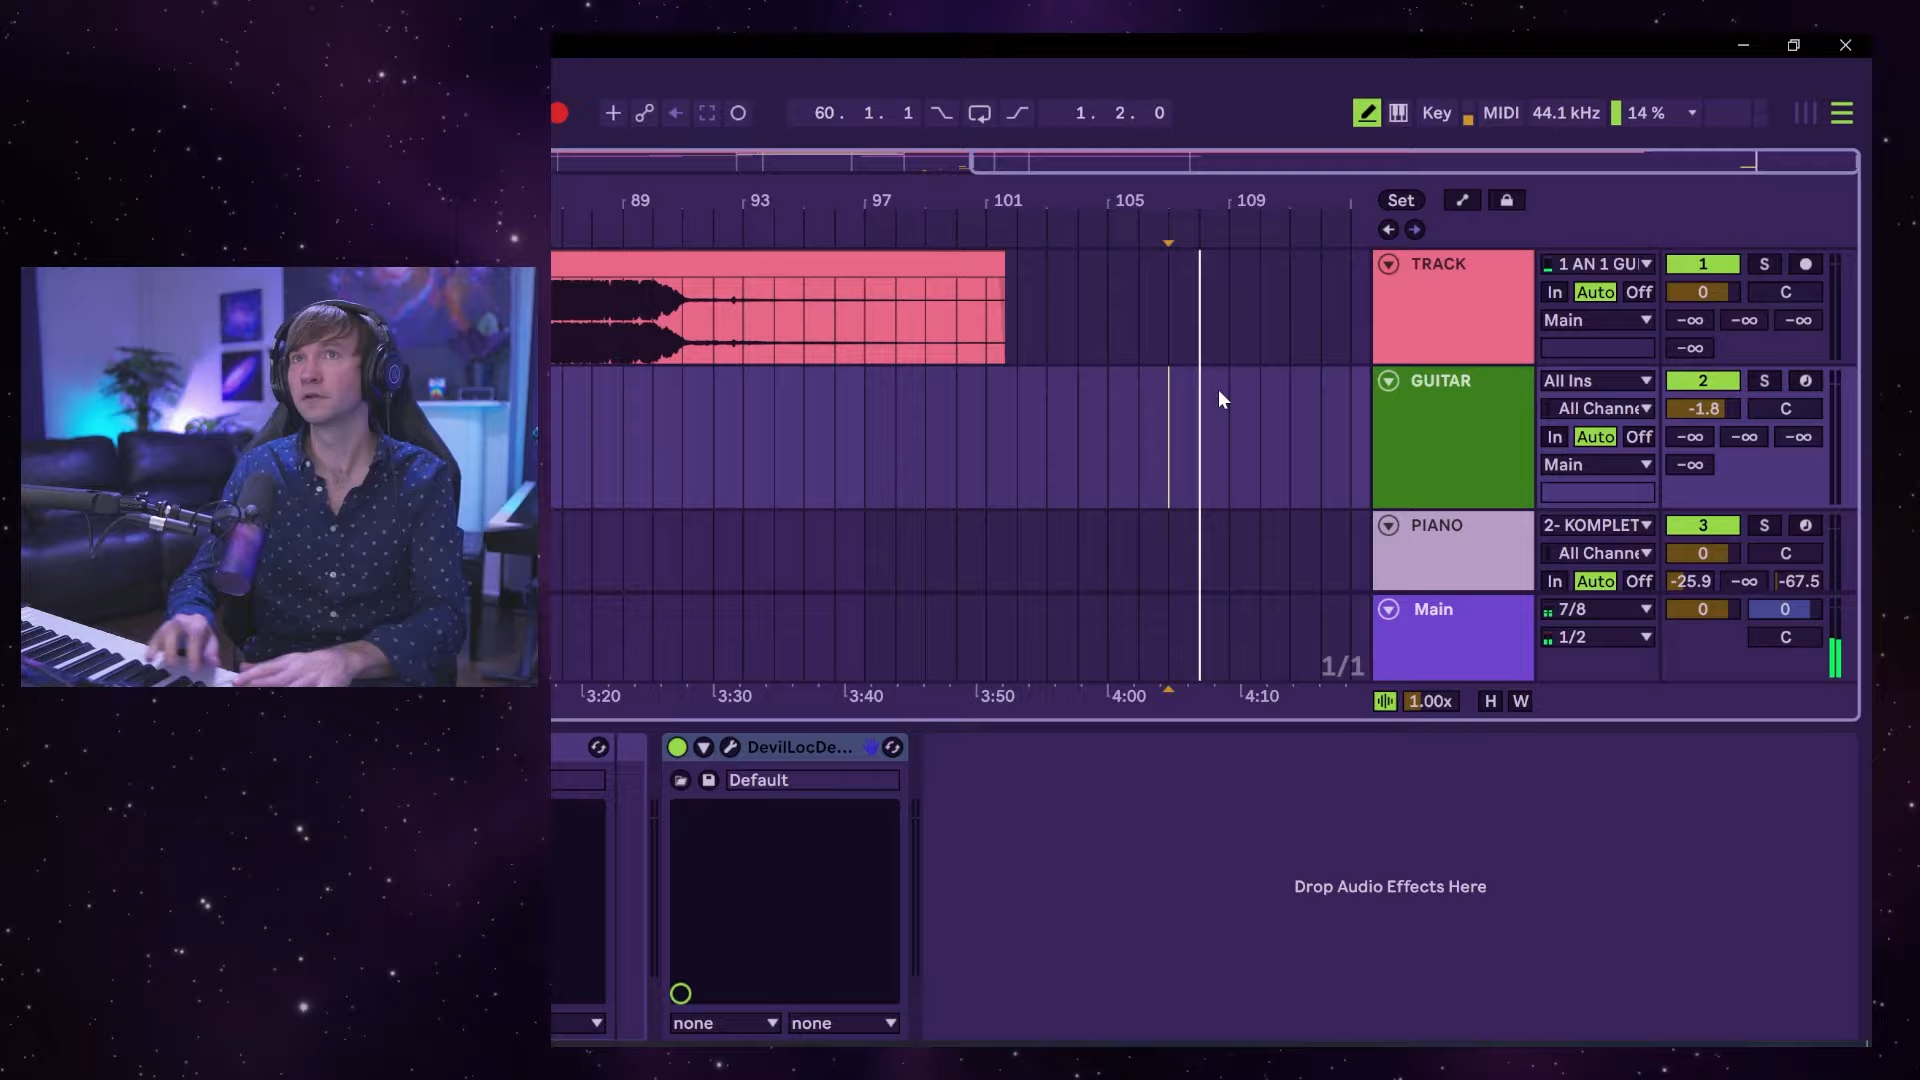 60. 1. 1
1. 2. 0
Key
MIDI
44.1 kHz
14 %
89 93 97 101 105 109
Set
TRACK
1 AN 1 GUI
1
S
In Auto Off
0
C
Main
-∞ -∞ -∞
-∞
GUITAR
All Ins
2
S
All Channe
-1.8
C
In Auto Off
-∞ -∞ -∞
Main
-∞
PIANO
2- KOMPLET
3
S
All Channe
0
C
In Auto Off
-25.9 -∞ -67.5
Main
7/8
0
0
1/2
C
1/1
3:20 3:30 3:40 3:50 4:00 4:10
1.00x
H
W
DevilLocDe...
Default
none
none
Drop Audio Effects Here